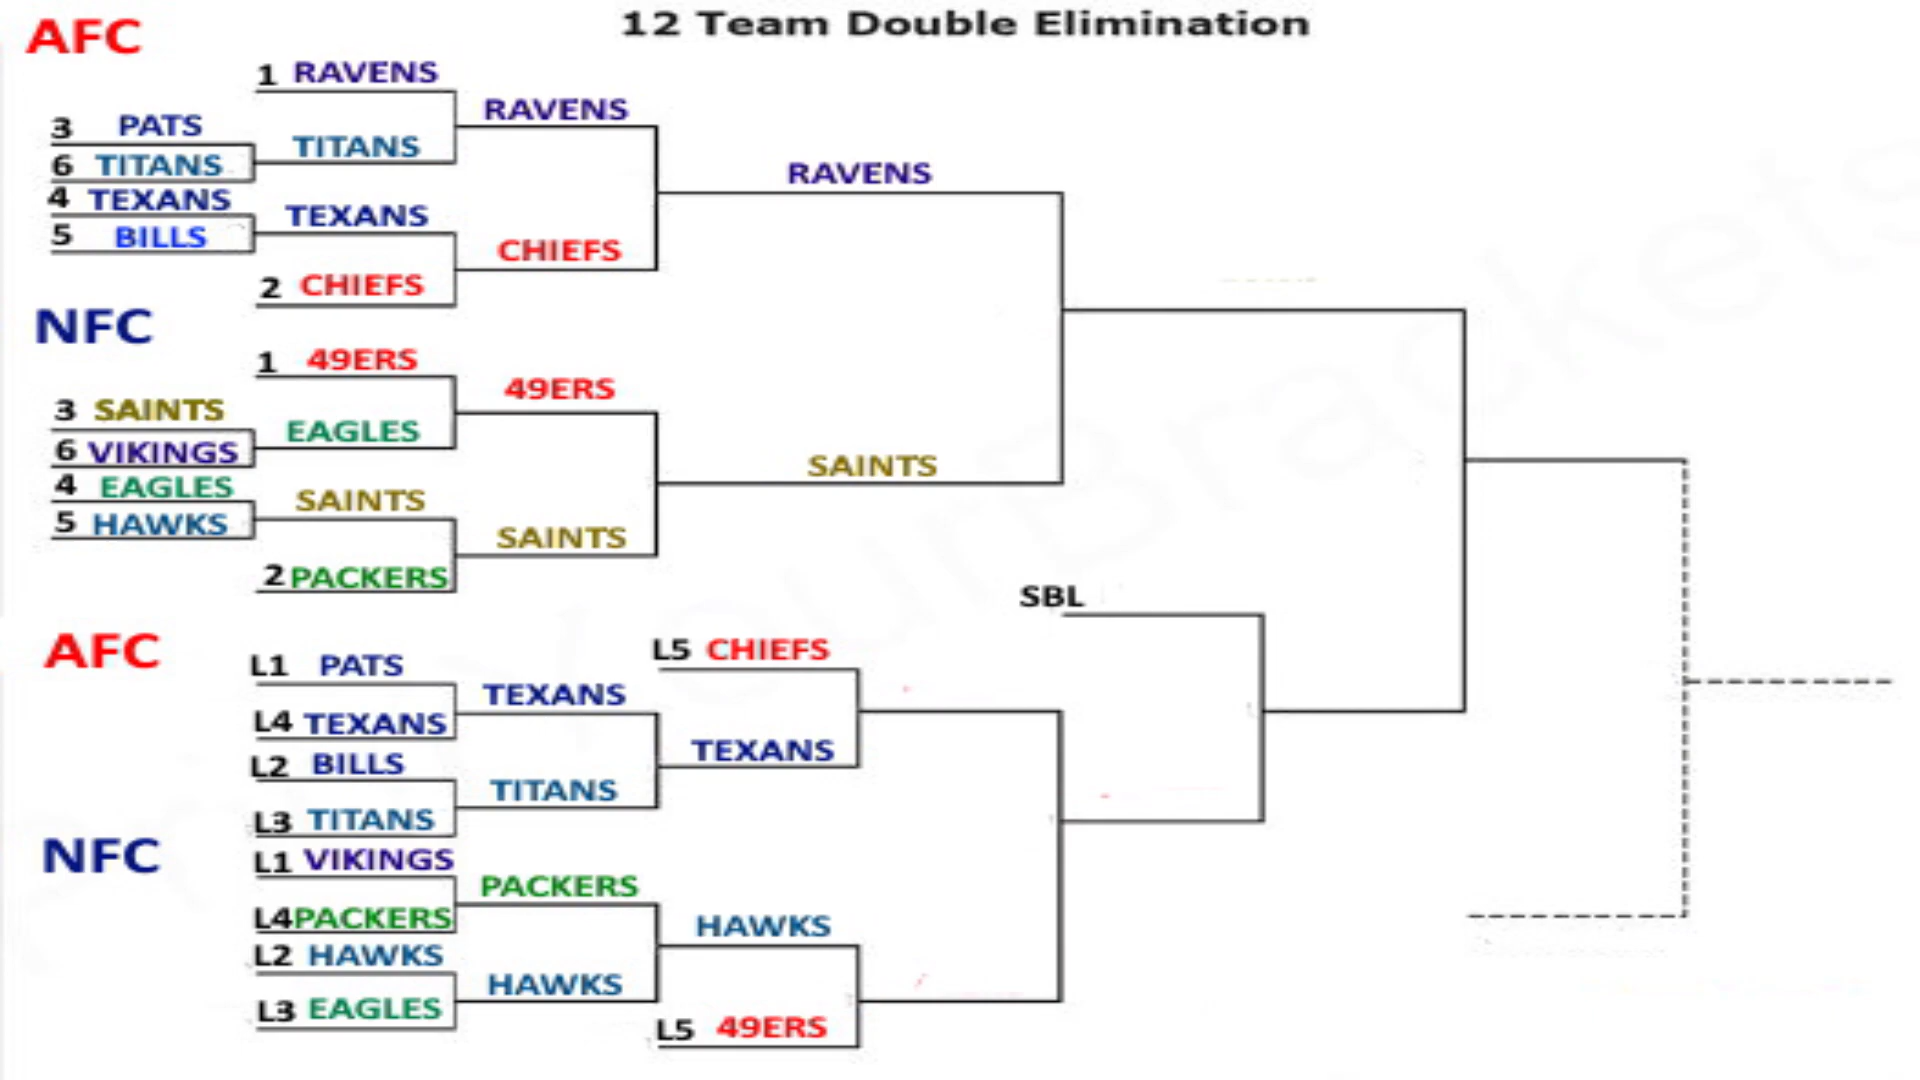 12 Team Double Elimination
AFC
1 RAVENS
RAVENS
3 PATS
TITANS
6 TITANS
RAVENS
4 TEXANS
TEXANS
5 BILLS
CHIEFS
2 CHIEFS
NFC
1 49ERS
49ERS
3 SAINTS
EAGLES
6 VIKINGS
SAINTS
4 EAGLES
SAINTS
5 HAWKS
SAINTS
2 PACKERS
SBL
AFC
L1 PATS
L5 CHIEFS
TEXANS
L4 TEXANS
TEXANS
L2 BILLS
TITANS
L3 TITANS
NFC
L1 VIKINGS
PACKERS
L4 PACKERS
HAWKS
L2 HAWKS
HAWKS
L3 EAGLES
L5 49ERS